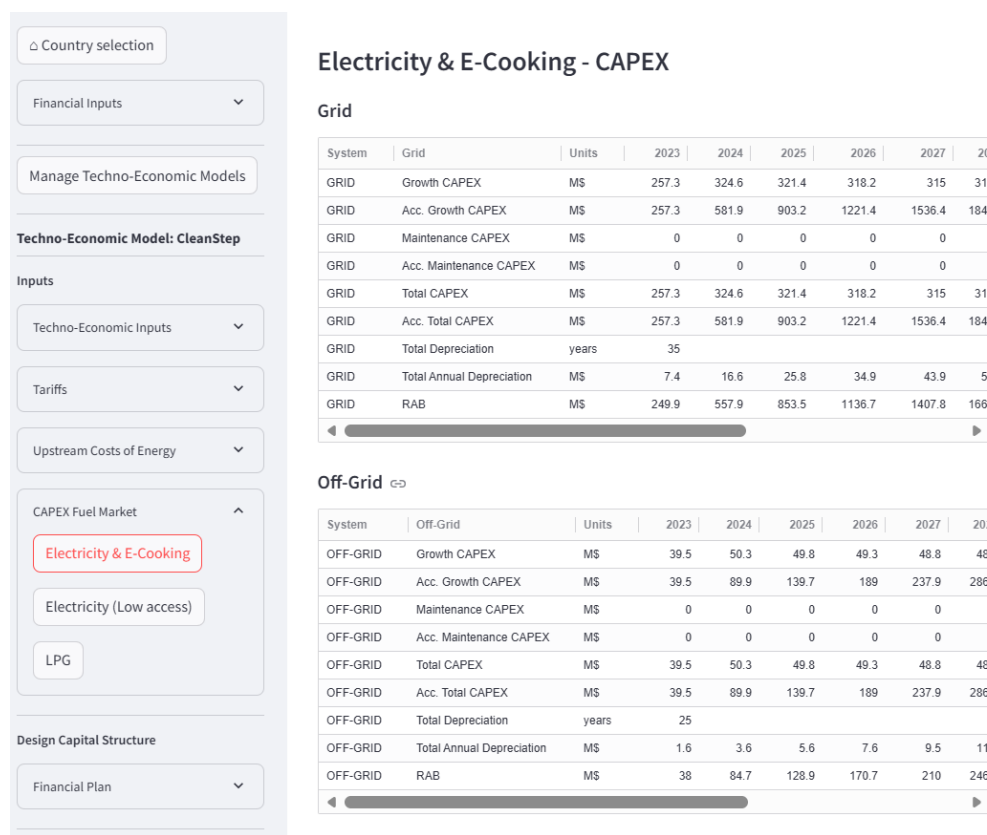 ⌂ Country selection
Financial Inputs
Manage Techno-Economic Models
Techno-Economic Model: CleanStep
Inputs
Techno-Economic Inputs
Tariffs
Upstream Costs of Energy
CAPEX Fuel Market
Electricity & E-Cooking
Electricity (Low access)
LPG
Design Capital Structure
Financial Plan
Electricity & E-Cooking - CAPEX
Grid
System Grid Units 2023 2024 2025 2026 2027
GRID Growth CAPEX M$ 257.3 324.6 321.4 318.2 315
GRID Acc. Growth CAPEX M$ 257.3 581.9 903.2 1221.4 1536.4
GRID Maintenance CAPEX M$ 0 0 0 0 0
GRID Acc. Maintenance CAPEX M$ 0 0 0 0 0
GRID Total CAPEX M$ 257.3 324.6 321.4 318.2 315
GRID Acc. Total CAPEX M$ 257.3 581.9 903.2 1221.4 1536.4
GRID Total Depreciation years 35
GRID Total Annual Depreciation M$ 7.4 16.6 25.8 34.9 43.9
GRID RAB M$ 249.9 557.9 853.5 1136.7 1407.8
Off-Grid
System Off-Grid Units 2023 2024 2025 2026 2027
OFF-GRID Growth CAPEX M$ 39.5 50.3 49.8 49.3 48.8
OFF-GRID Acc. Growth CAPEX M$ 39.5 89.9 139.7 189 237.9
OFF-GRID Maintenance CAPEX M$ 0 0 0 0 0
OFF-GRID Acc. Maintenance CAPEX M$ 0 0 0 0 0
OFF-GRID Total CAPEX M$ 39.5 50.3 49.8 49.3 48.8
OFF-GRID Acc. Total CAPEX M$ 39.5 89.9 139.7 189 237.9
OFF-GRID Total Depreciation years 25
OFF-GRID Total Annual Depreciation M$ 1.6 3.6 5.6 7.6 9.5
OFF-GRID RAB M$ 38 84.7 128.9 170.7 210